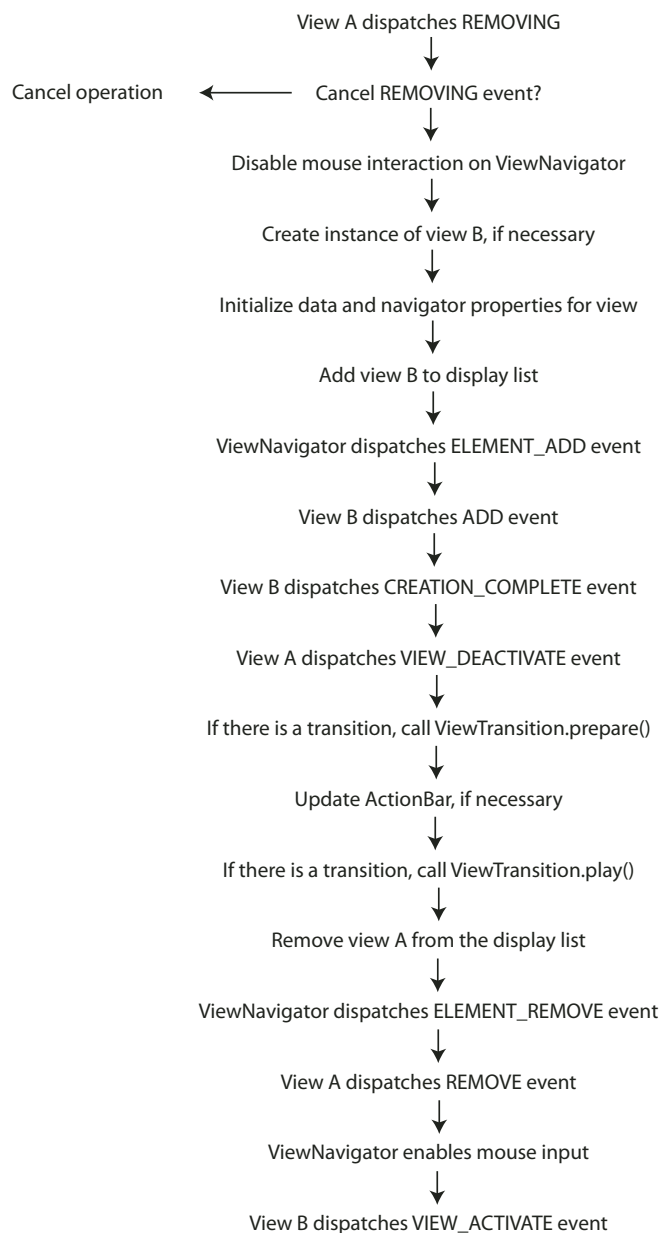 View A dispatches REMOVING
Cancel operation
Cancel REMOVING event?
Disable mouse interaction on ViewNavigator
Create instance of view B, if necessary
Initialize data and navigator properties for view
Add view B to display list
ViewNavigator dispatches ELEMENT_ADD event
View B dispatches ADD event
View B dispatches CREATION_COMPLETE event
View A dispatches VIEW_DEACTIVATE event
If there is a transition, call ViewTransition.prepare()
Update ActionBar, if necessary
If there is a transition, call ViewTransition.play()
Remove view A from the display list
ViewNavigator dispatches ELEMENT_REMOVE event
View A dispatches REMOVE event
ViewNavigator enables mouse input
View B dispatches VIEW_ACTIVATE event